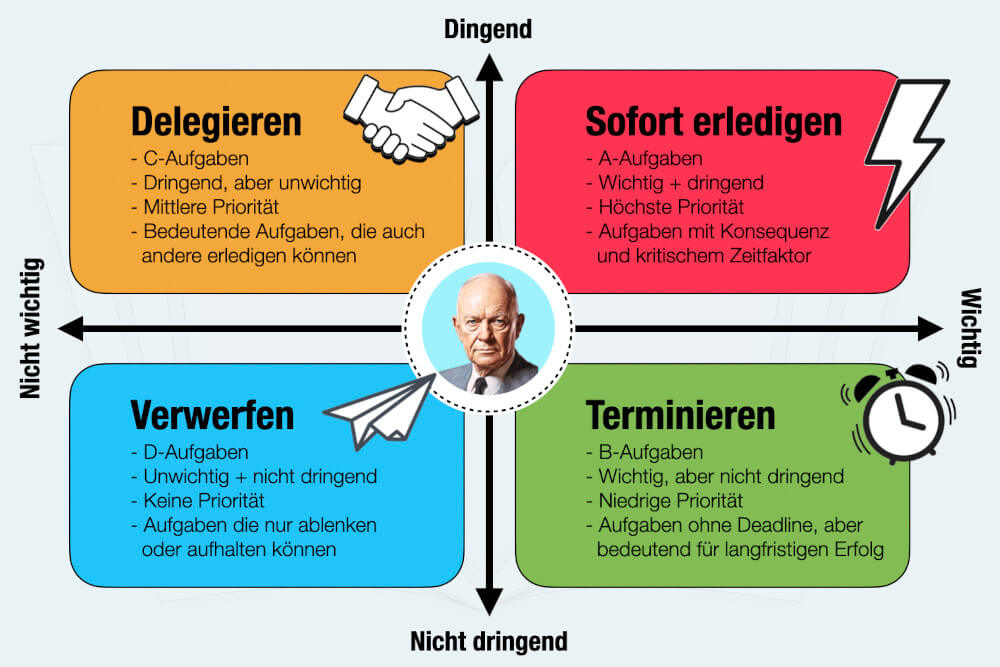 Dingend
Delegieren
- C-Aufgaben
- Dringend, aber unwichtig
- Mittlere Priorität
- Bedeutende Aufgaben, die auch
andere erledigen können
Sofort erledigen
- A-Aufgaben
- Wichtig + dringend
- Höchste Priorität
- Aufgaben mit Konsequenz
und kritischem Zeitfaktor
Nicht wichtig
Wichtig
Verwerfen
- D-Aufgaben
- Unwichtig + nicht dringend
- Keine Priorität
- Aufgaben die nur ablenken
oder aufhalten können
Terminieren
- B-Aufgaben
- Wichtig, aber nicht dringend
- Niedrige Priorität
- Aufgaben ohne Deadline, aber
bedeutend für langfristigen Erfolg
Nicht dringend